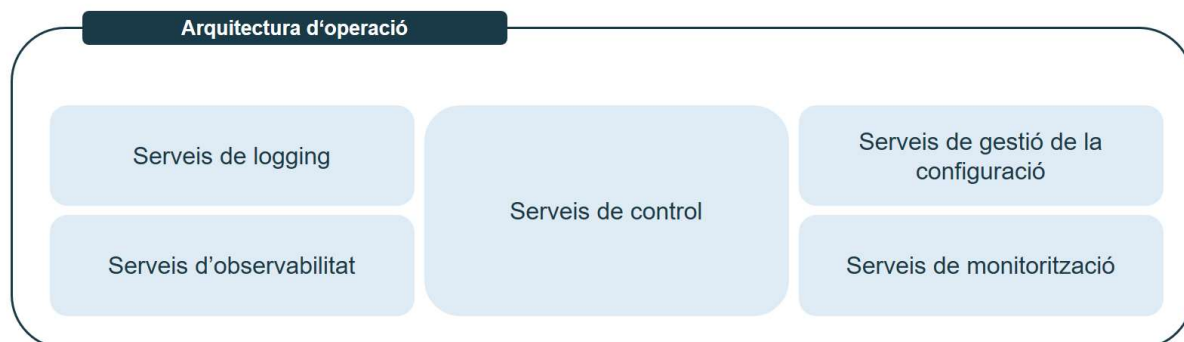 Arquitectura d‘operació
Serveis de logging
Serveis d’observabilitat
Serveis de control
Serveis de gestió de la
configuració
Serveis de monitorització